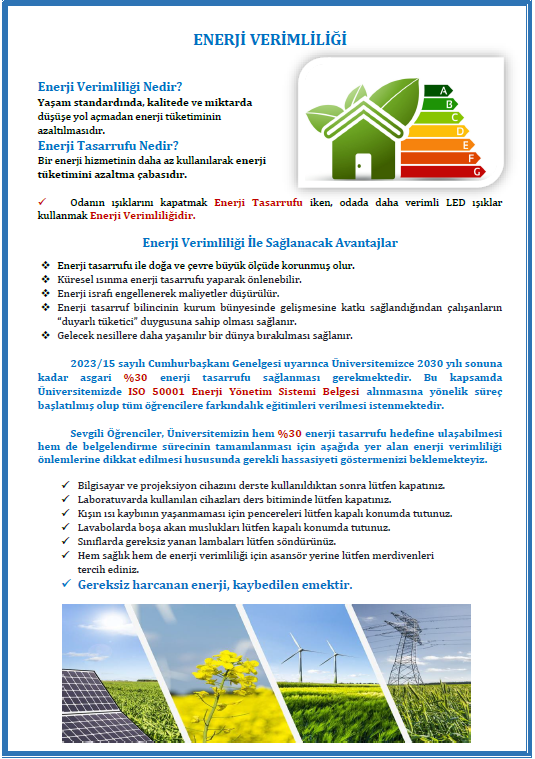 ENERJİ VERİMLİLİĞİ
Enerji Verimliliği Nedir?
Yaşam standardında, kalitede ve miktarda
düşüşe yol açmadan enerji tüketiminin
azaltılmasıdır.
Enerji Tasarrufu Nedir?
Bir enerji hizmetinin daha az kullanılarak enerji
tüketimini azaltma çabasıdır.
A
B
C
D
E
F
G
✓ Odanın ışıklarını kapatmak Enerji Tasarrufu iken, odada daha verimli LED ışıklar
kullanmak Enerji Verimliliğidir.
Enerji Verimliliği İle Sağlanacak Avantajlar
❖ Enerji tasarrufu ile doğa ve çevre büyük ölçüde korunmuş olur.
❖ Küresel ısınma enerji tasarrufu yaparak önlenebilir.
❖ Enerji israfı engellenerek maliyetler düşürülür.
❖ Enerji tasarruf bilincinin kurum bünyesinde gelişmesine katkı sağlandığından çalışanların
“duyarlı tüketici” duygusuna sahip olması sağlanır.
❖ Gelecek nesillere daha yaşanılır bir dünya bırakılması sağlanır.
2023/15 sayılı Cumhurbaşkanı Genelgesi uyarınca Üniversitemizce 2030 yılı sonuna
kadar asgari %30 enerji tasarrufu sağlanması gerekmektedir. Bu kapsamda
Üniversitemizde ISO 50001 Enerji Yönetim Sistemi Belgesi alınmasına yönelik süreç
başlatılmış olup tüm öğrencilere farkındalık eğitimleri verilmesi istenmektedir.
Sevgili Öğrenciler, Üniversitemizin hem %30 enerji tasarrufu hedefine ulaşabilmesi
hem de belgelendirme sürecinin tamamlanması için aşağıda yer alan enerji verimliliği
önlemlerine dikkat edilmesi hususunda gerekli hassasiyeti göstermenizi beklemekteyiz.
✓ Bilgisayar ve projeksiyon cihazını derste kullanıldıktan sonra lütfen kapatınız.
✓ Laboratuvarda kullanılan cihazları ders bitiminde lütfen kapatınız.
✓ Kışın ısı kaybının yaşanmaması için pencereleri lütfen kapalı konumda tutunuz.
✓ Lavabolarda boşa akan muslukları lütfen kapalı konumda tutunuz.
✓ Sınıflarda gereksiz yanan lambaları lütfen söndürünüz.
✓ Hem sağlık hem de enerji verimliliği için asansör yerine lütfen merdivenleri
tercih ediniz.
✓ Gereksiz harcanan enerji, kaybedilen emektir.